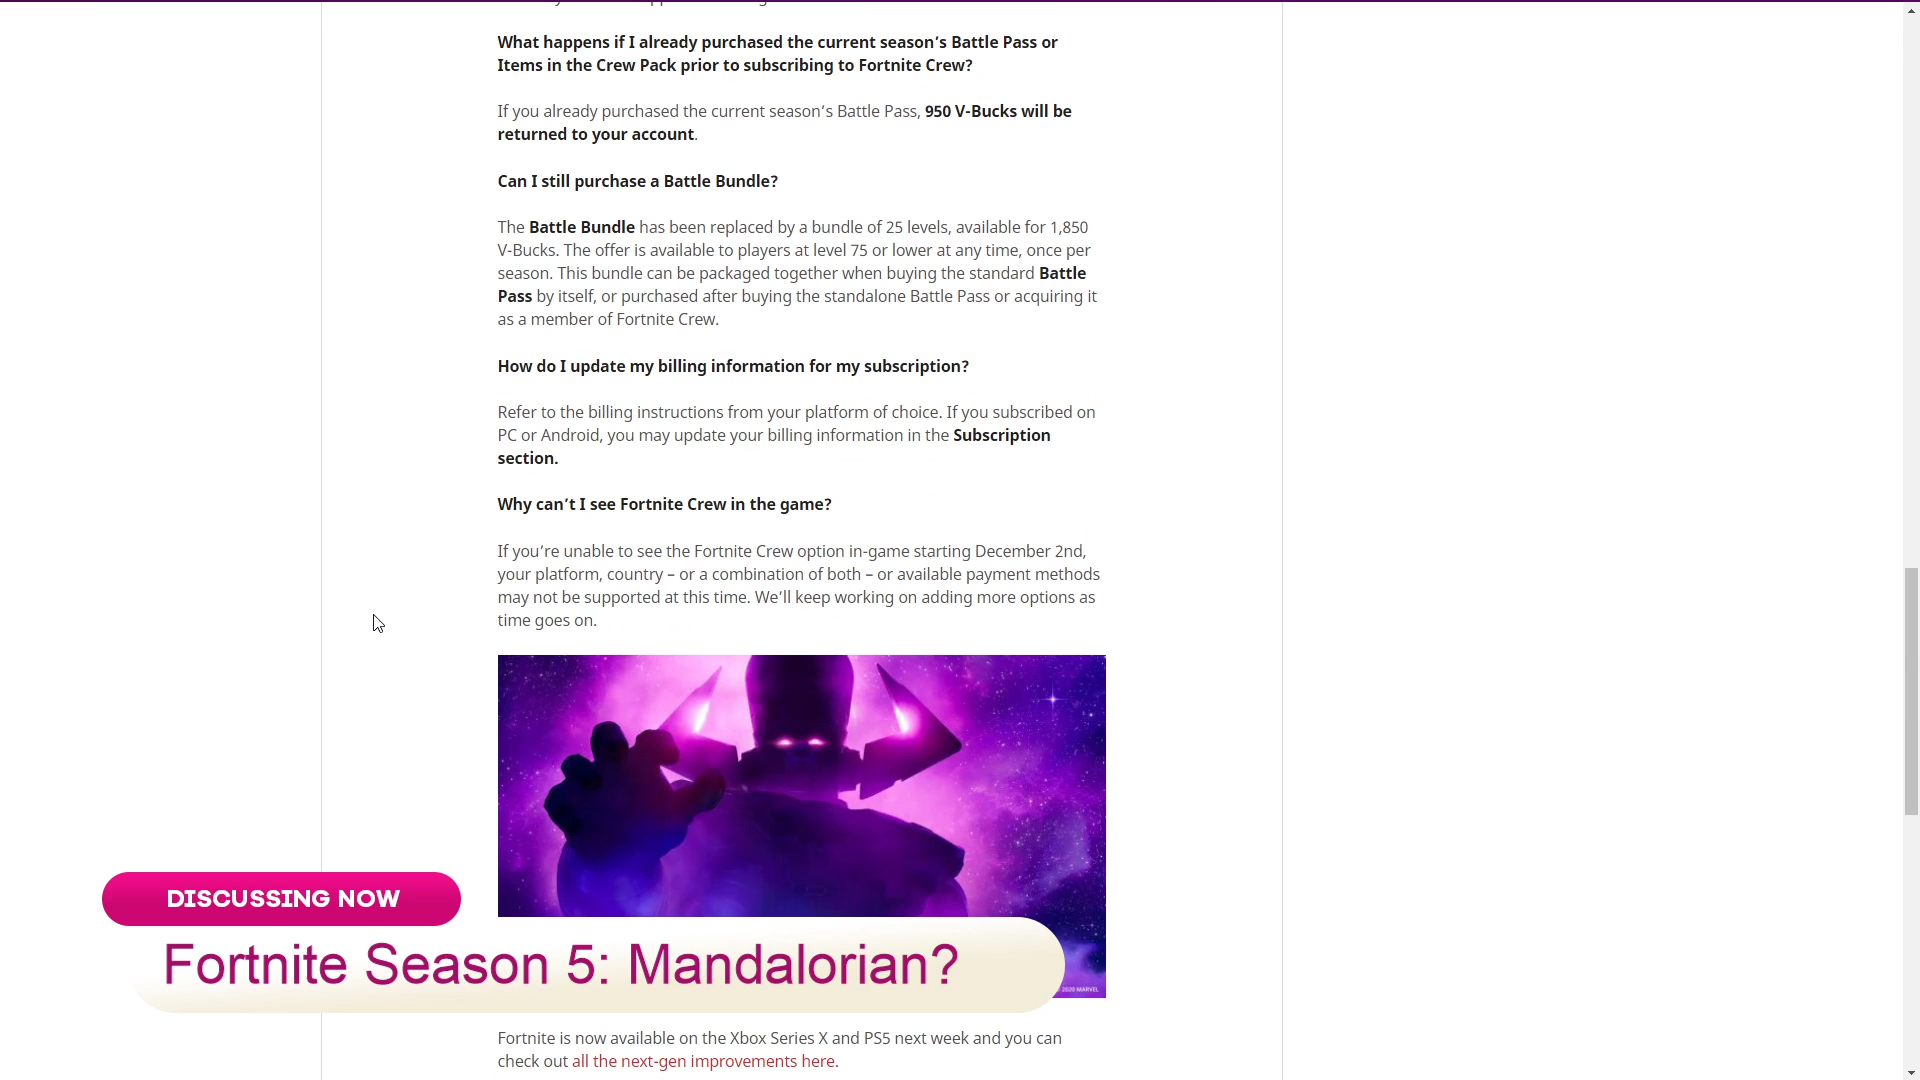 What happens if I already purchased the current season’s Battle Pass or
Items in the Crew Pack prior to subscribing to Fortnite Crew?
If you already purchased the current season’s Battle Pass, 950 V-Bucks will be
returned to your account.
Can I still purchase a Battle Bundle?
The Battle Bundle has been replaced by a bundle of 25 levels, available for 1,850
V-Bucks. The offer is available to players at level 75 or lower at any time, once per
season. This bundle can be packaged together when buying the standard Battle
Pass by itself, or purchased after buying the standalone Battle Pass or acquiring it
as a member of Fortnite Crew.
How do I update my billing information for my subscription?
Refer to the billing instructions from your platform of choice. If you subscribed on
PC or Android, you may update your billing information in the Subscription
section.
Why can’t I see Fortnite Crew in the game?
If you’re unable to see the Fortnite Crew option in-game starting December 2nd,
your platform, country – or a combination of both – or available payment methods
may not be supported at this time. We’ll keep working on adding more options as
time goes on.
DISCUSSING NOW
Fortnite Season 5: Mandalorian?
2020 MARVEL
Fortnite is now available on the Xbox Series X and PS5 next week and you can
check out all the next-gen improvements here.